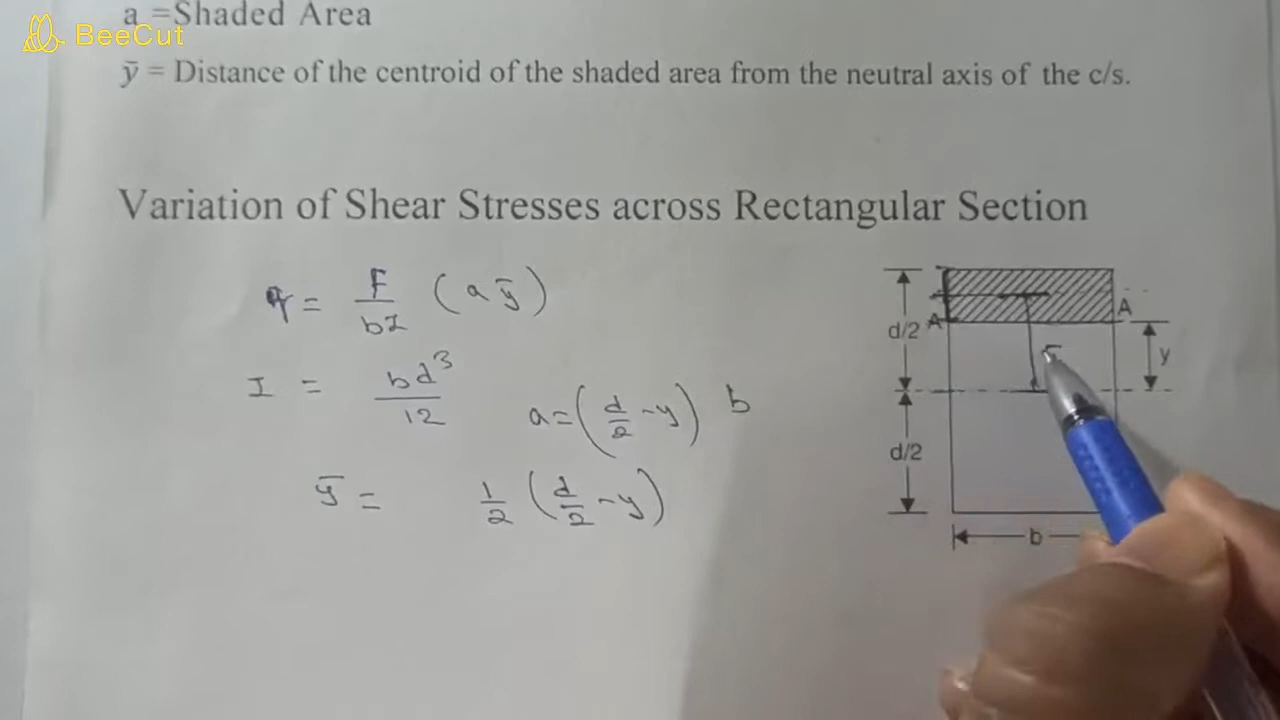 a =Shaded Area
BeeCut
ȳ = Distance of the centroid of the shaded area from the neutral axis of the c/s.
Variation of Shear Stresses across Rectangular Section
q = F/bI (a ȳ)
I = bd³/12
a = (d/2 - y) b
ȳ = 1/2 (d/2 - y)
A
d/2 A
y
d/2
b